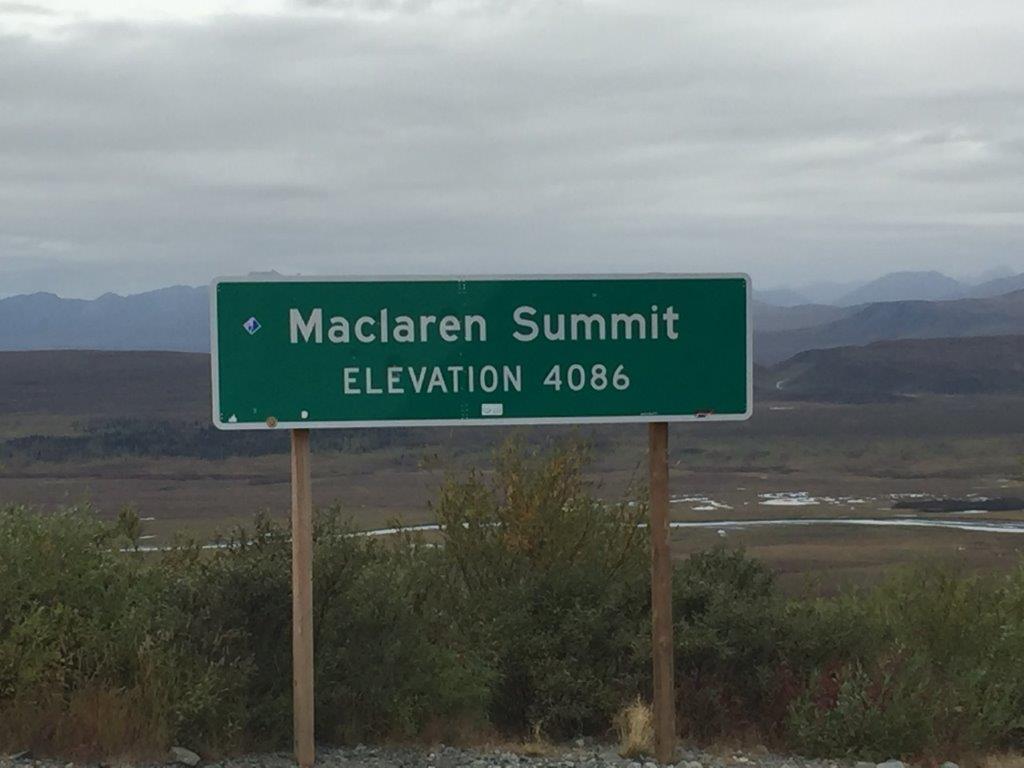 Maclaren Summit
ELEVATION 4086